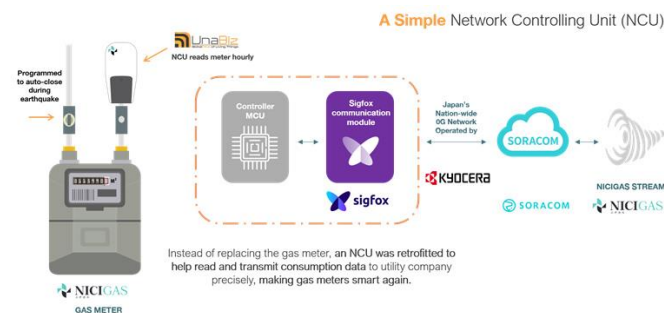 A Simple Network Controlling Unit (NCU)
UnaBiz
NCU reads meter hourly
Programmed
to auto-close
during
earthquake
Controller
MCU
Sigfox
communication
module
sigfox
Japan's
Nation-wide
0G Network
Operated by
KYOCERA
SORACOM
SORACOM
NICIGAS STREAM
NICIGAS
Instead of replacing the gas meter, an NCU was retrofitted to
help read and transmit consumption data to utility company
precisely, making gas meters smart again.
NICIGAS
GAS METER